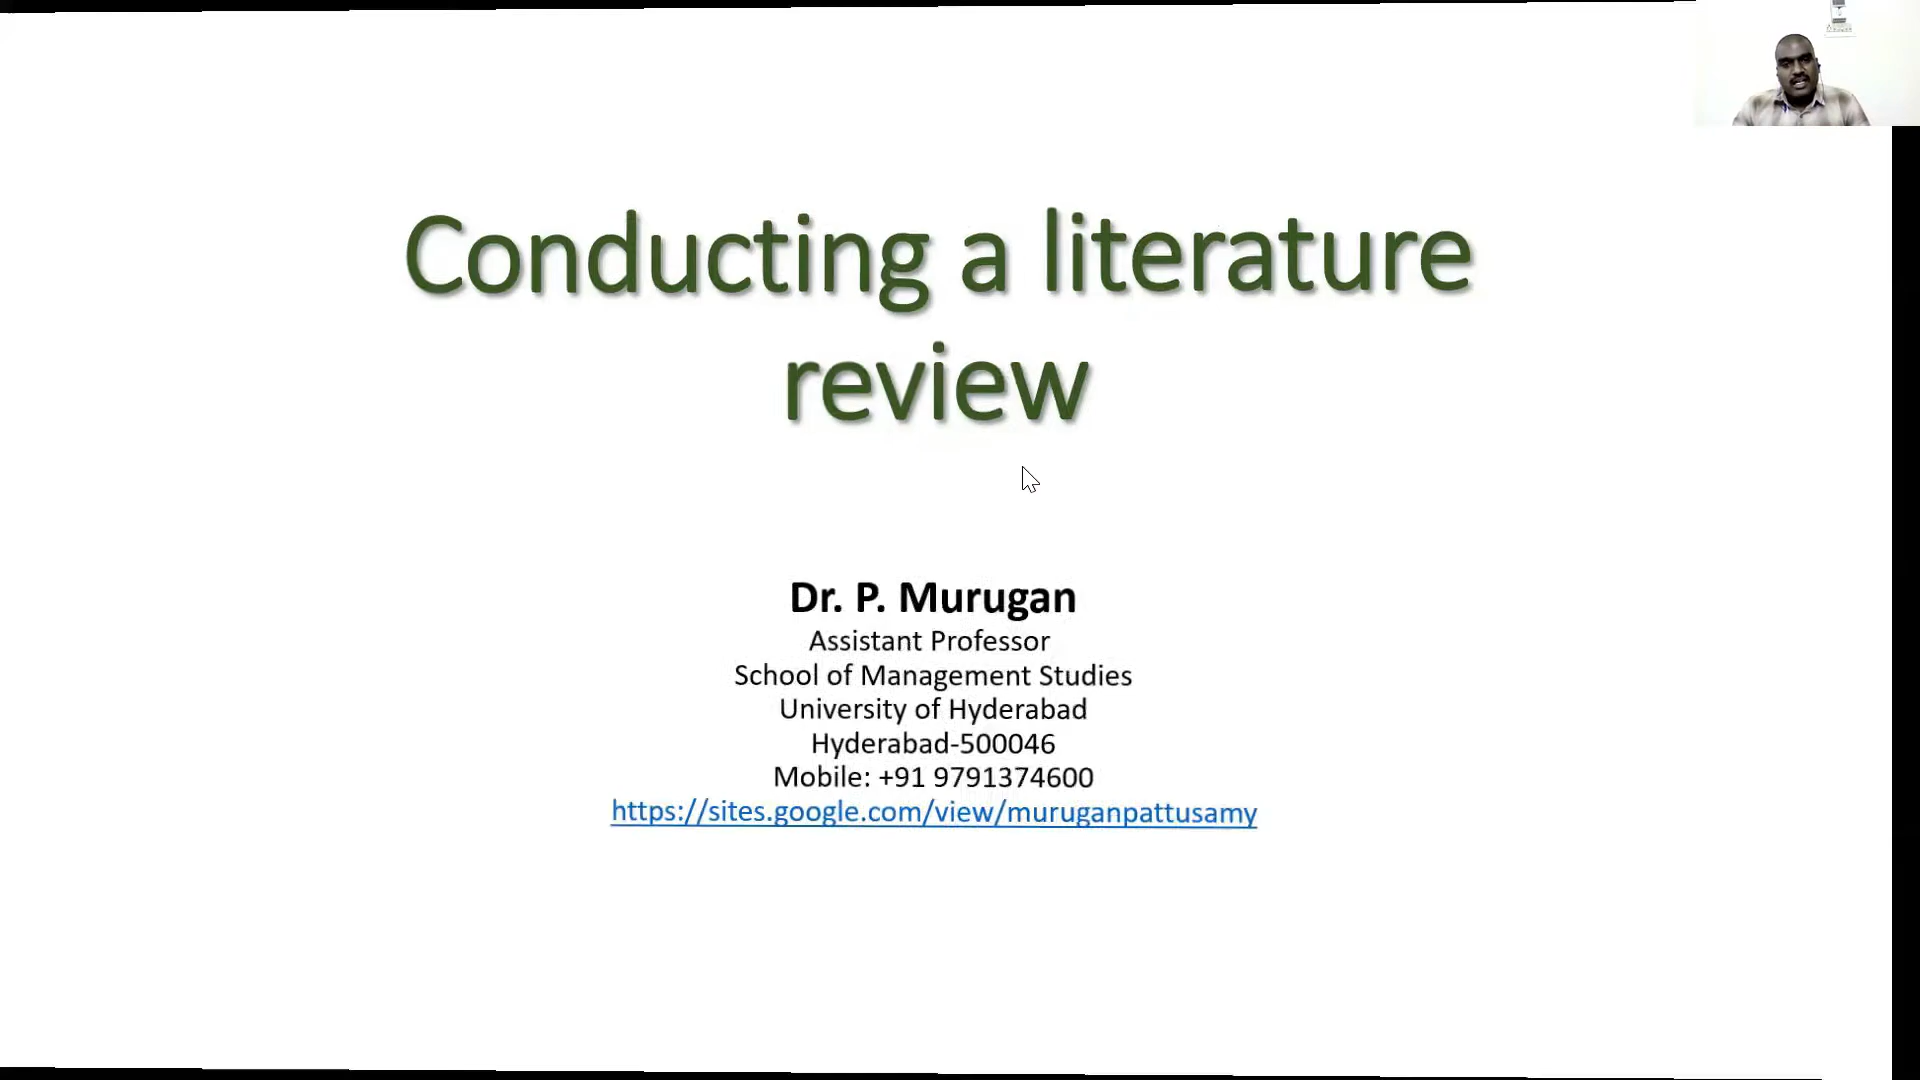 Conducting a literature
review
Dr. P. Murugan
Assistant Professor
School of Management Studies
University of Hyderabad
Hyderabad-500046
Mobile: +91 9791374600
https://sites.google.com/view/muruganpattusamy